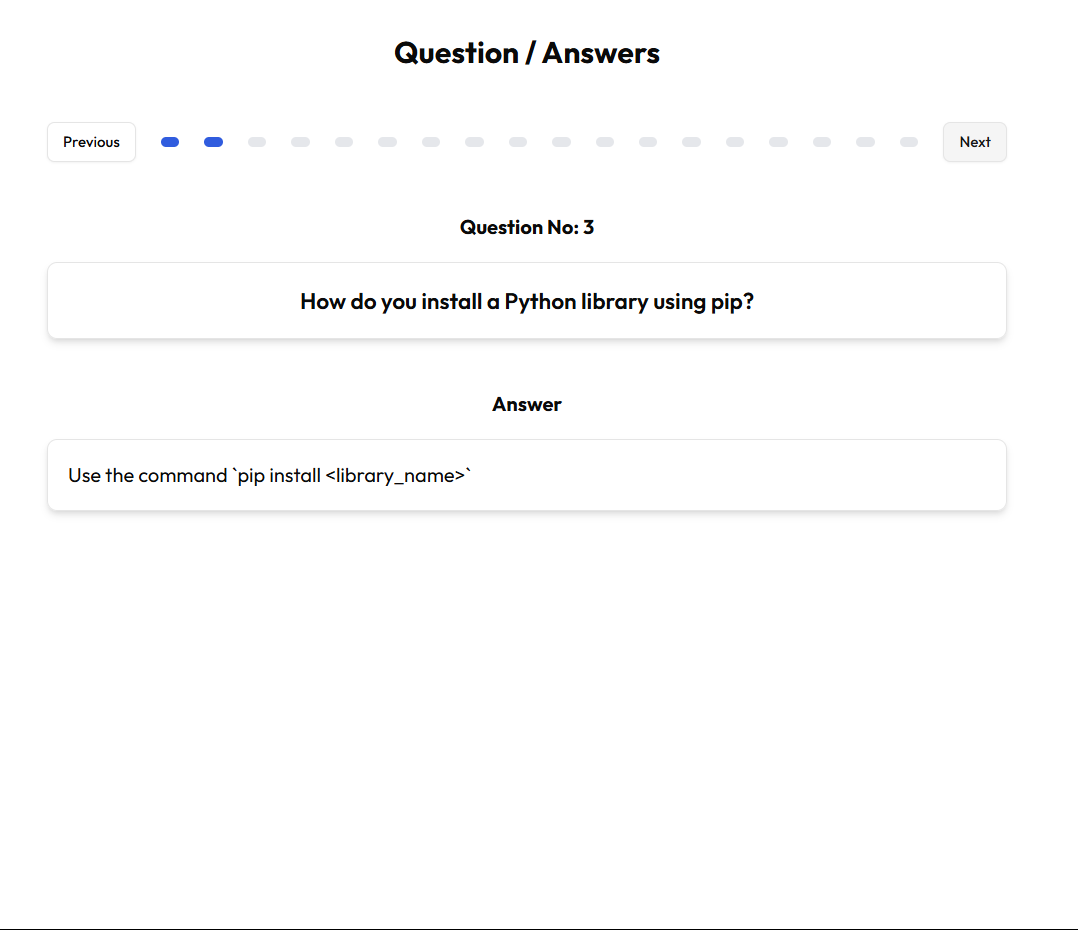 Question / Answers
Previous
Next
Question No: 3
How do you install a Python library using pip?
Answer
Use the command `pip install <library_name>`